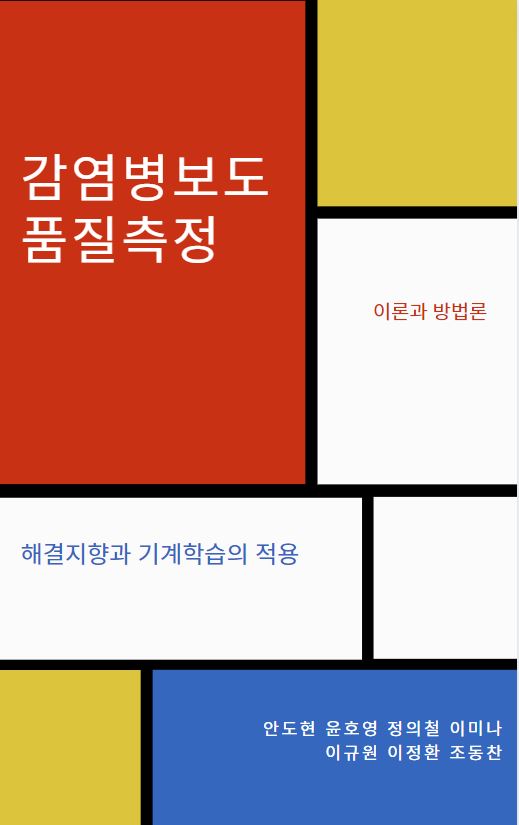 감염병보도
품질측정
이론과 방법론
해결지향과 기계학습의 적용
안도현 윤호영 정의철 이미나
이규원 이정환 조동찬